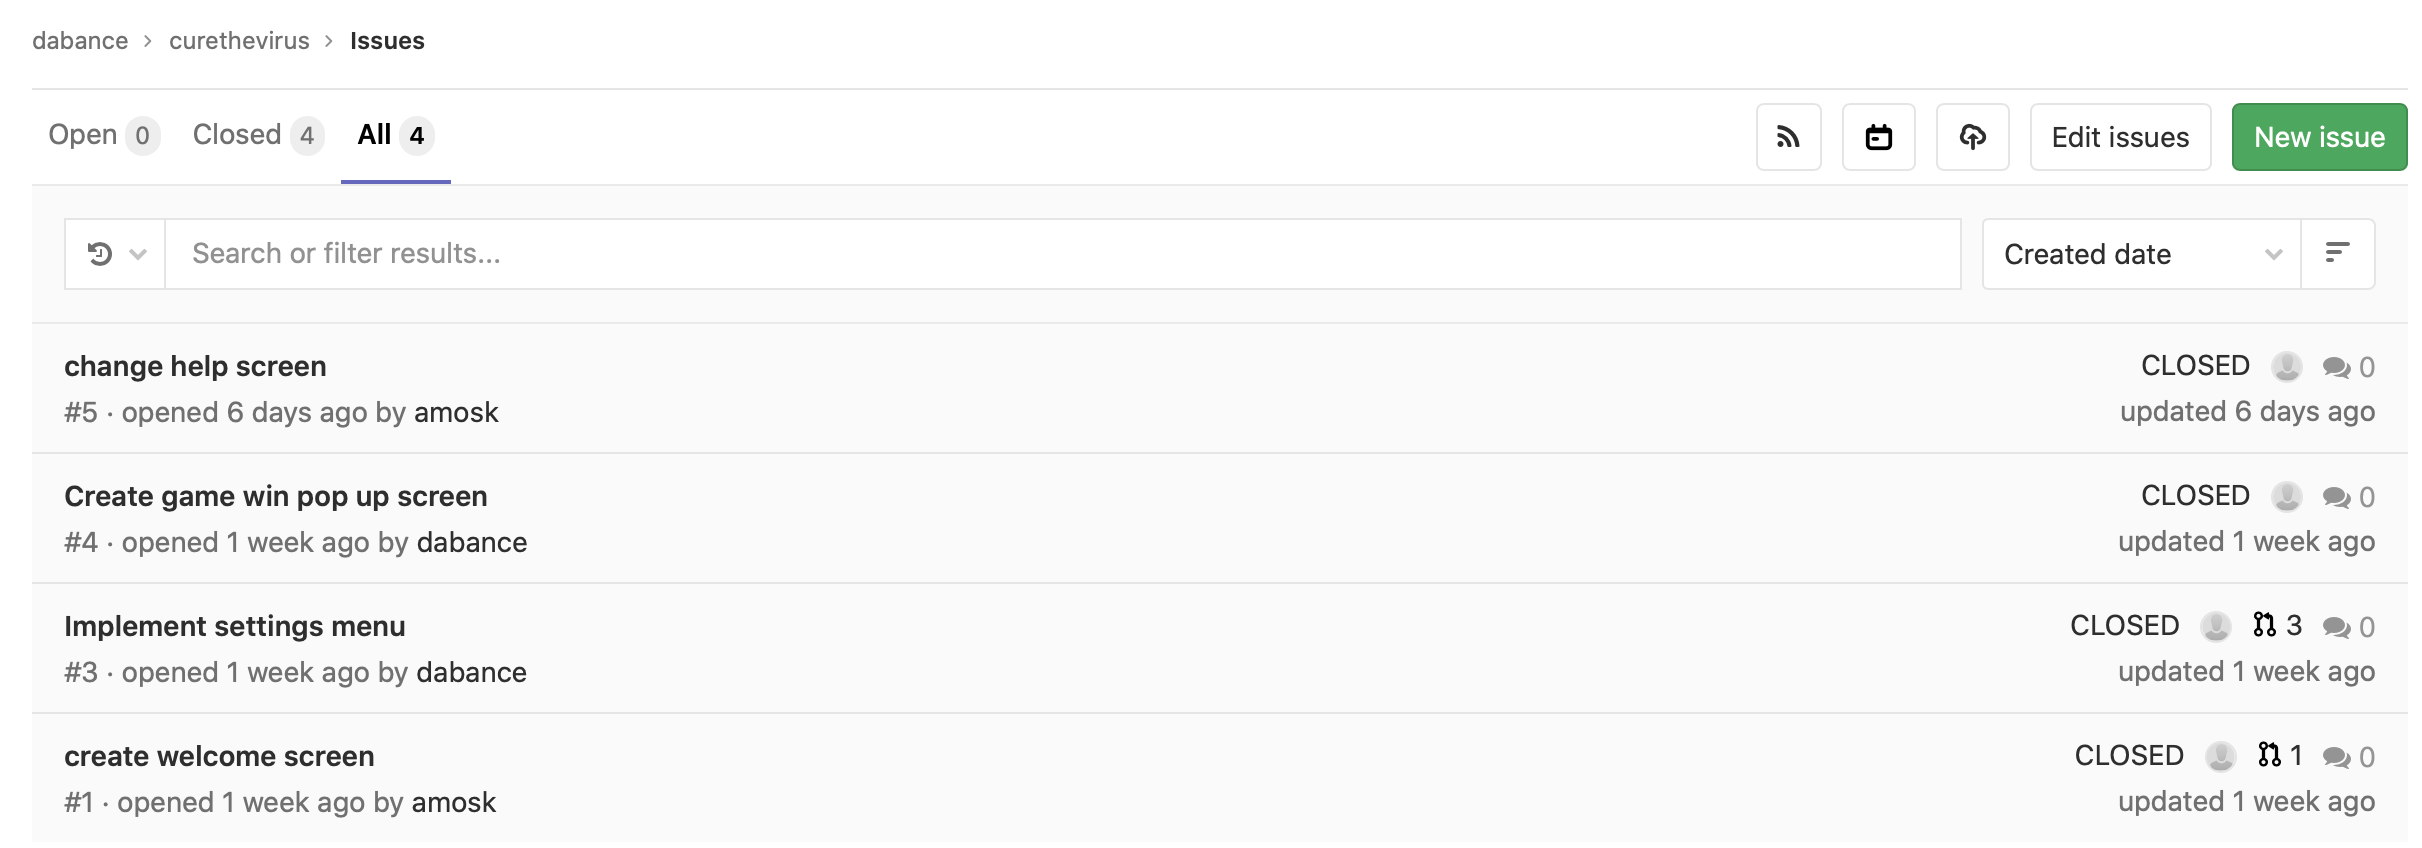 dabance > curethevirus > Issues
Open 0 Closed 4 All 4 Edit issues New issue
Search or filter results... Created date
change help screen CLOSED 0
#5 · opened 6 days ago by amosk updated 6 days ago
Create game win pop up screen CLOSED 0
#4 · opened 1 week ago by dabance updated 1 week ago
Implement settings menu CLOSED 3 0
#3 · opened 1 week ago by dabance updated 1 week ago
create welcome screen CLOSED 1 0
#1 · opened 1 week ago by amosk updated 1 week ago